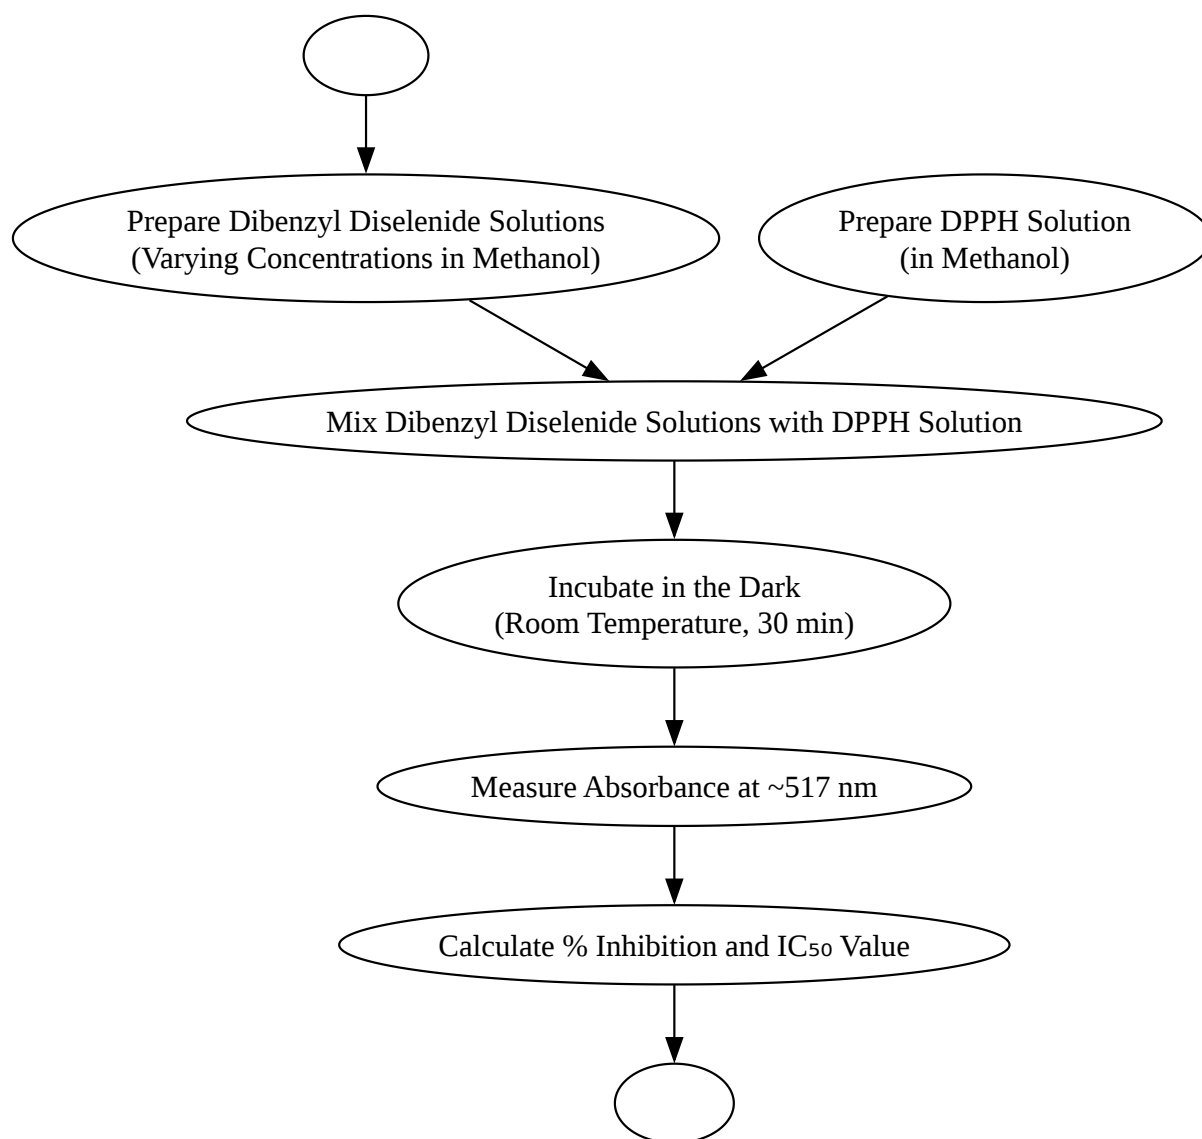 Prepare Dibenzyl Diselenide Solutions
(Varying Concentrations in Methanol)
Prepare DPPH Solution
(in Methanol)
Mix Dibenzyl Diselenide Solutions with DPPH Solution
Incubate in the Dark
(Room Temperature, 30 min)
Measure Absorbance at ~517 nm
Calculate % Inhibition and IC₅₀ Value